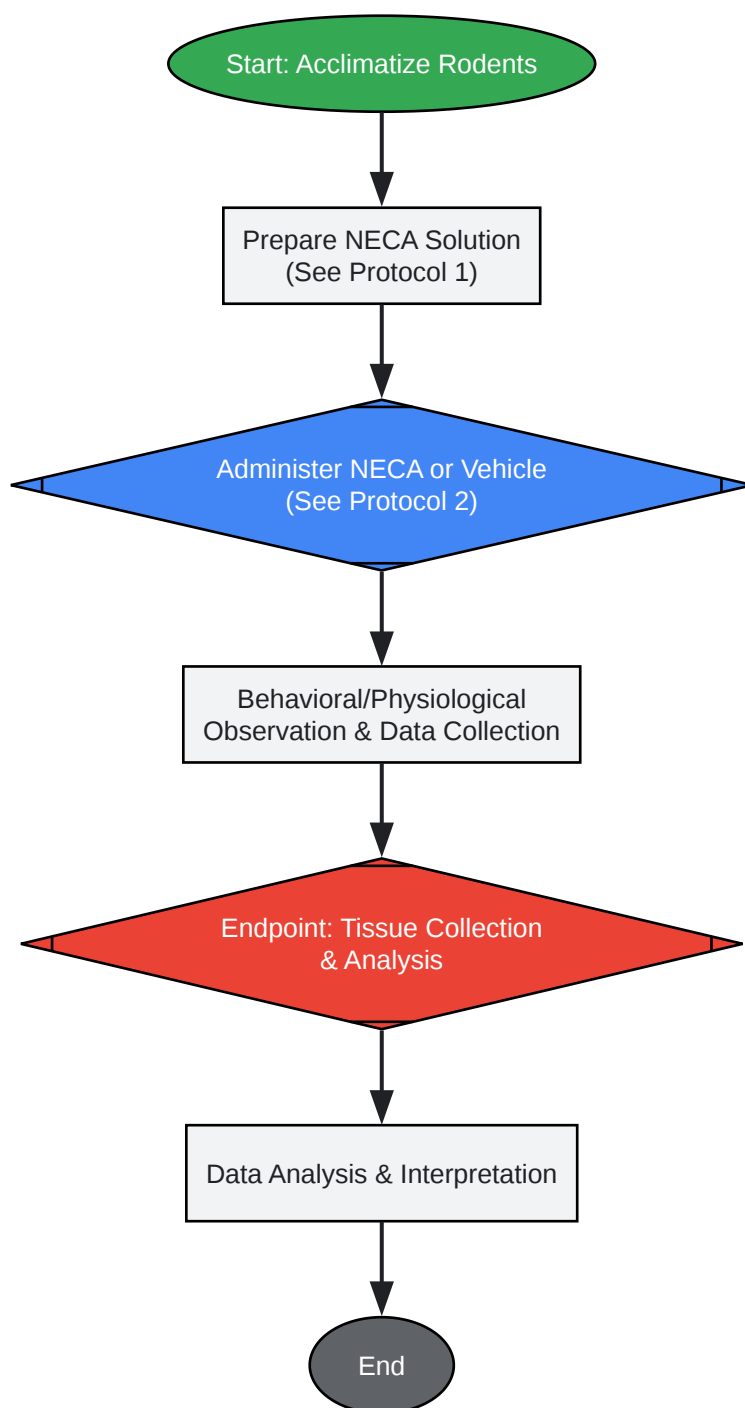 Start: Acclimatize Rodents
Prepare NECA Solution
(See Protocol 1)
Administer NECA or Vehicle
(See Protocol 2)
Behavioral/Physiological
Observation & Data Collection
Endpoint: Tissue Collection
& Analysis
Data Analysis & Interpretation
End